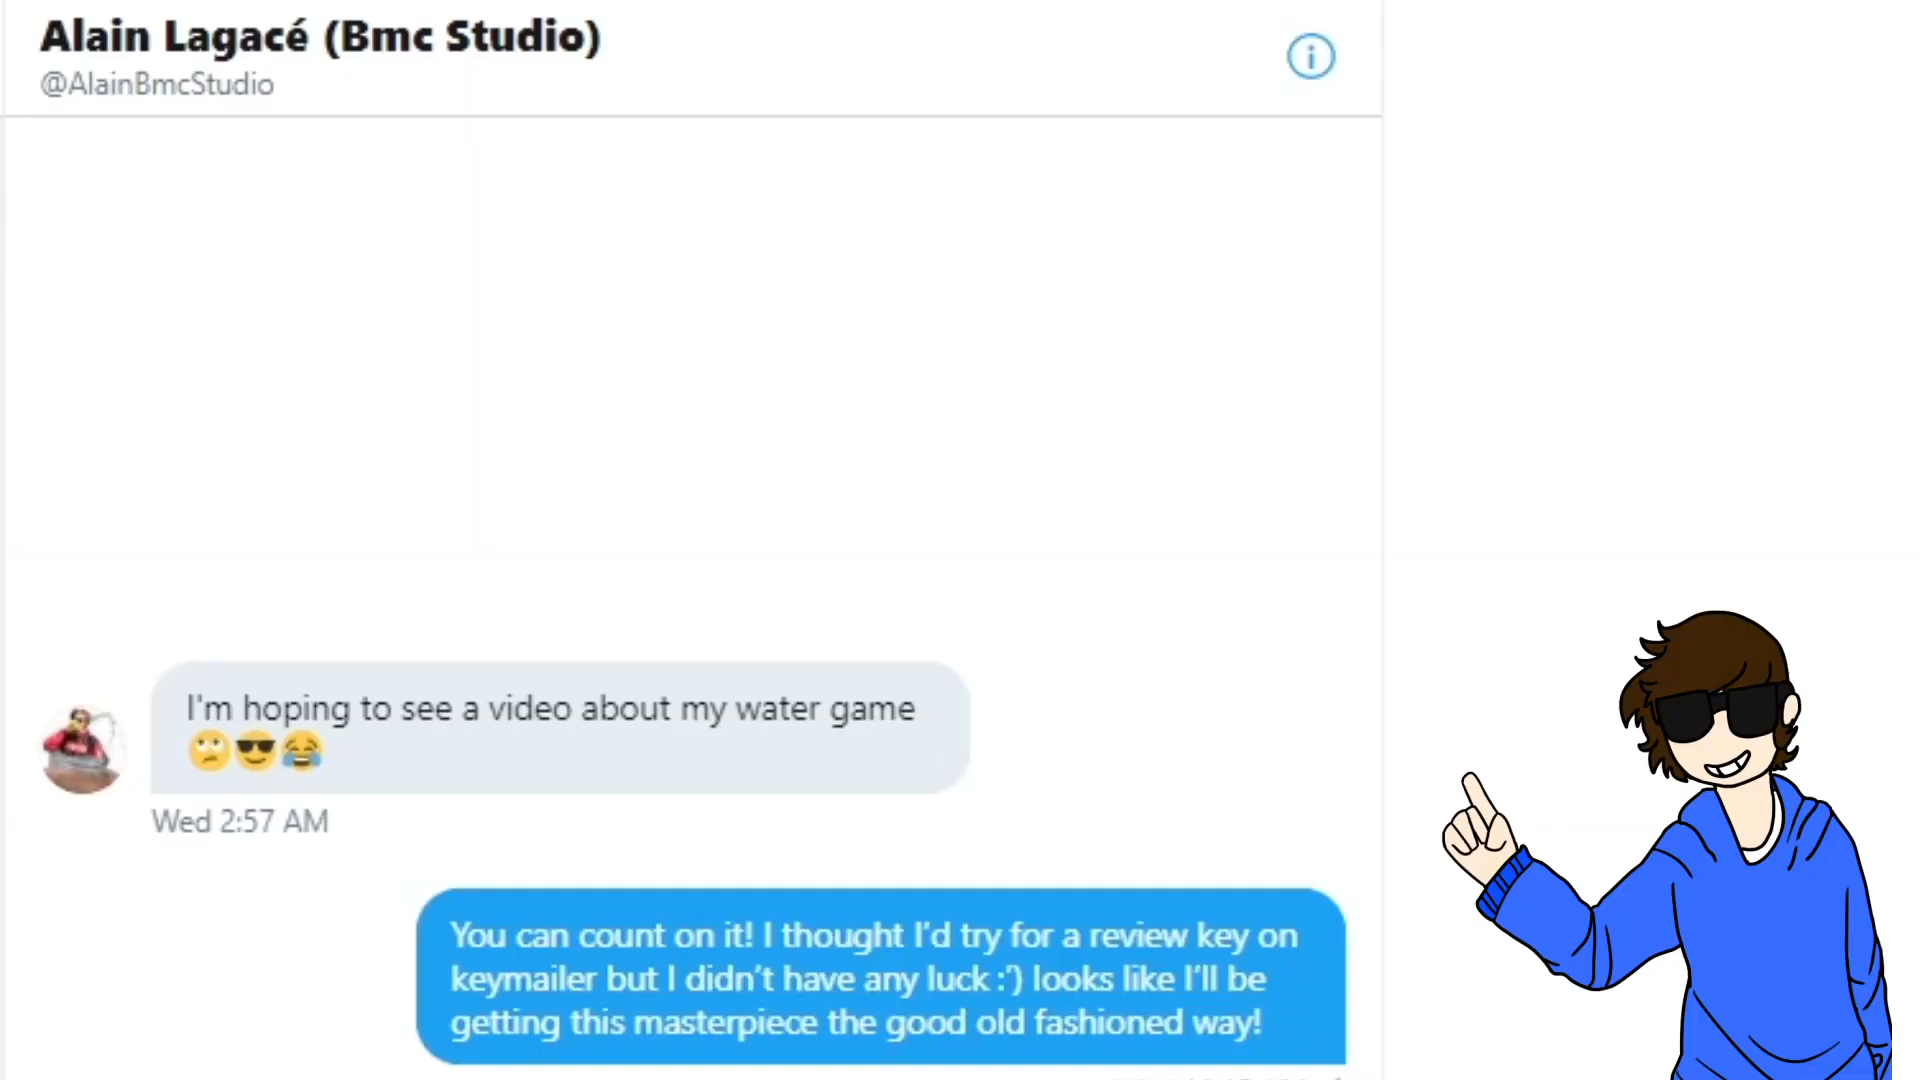 Alain Lagacé (Bmc Studio)
@AlainBmcStudio
I'm hoping to see a video about my water game
🙄😎😂
Wed 2:57 AM
You can count on it! I thought I'd try for a review key on
keymailer but I didn't have any luck :') looks like I'll be
getting this masterpiece the good old fashioned way!